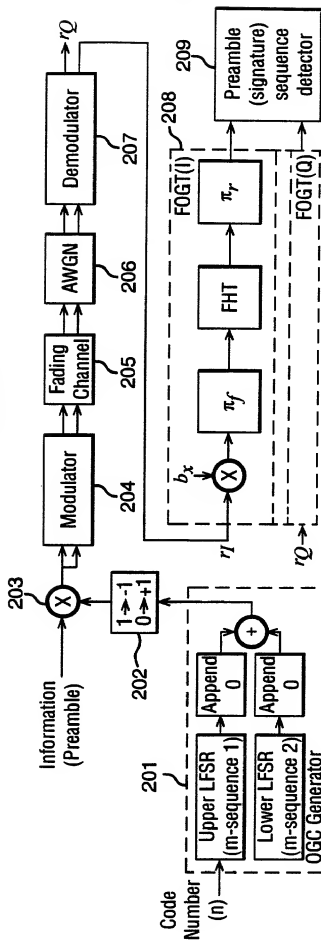 Information
(Preamble)
203
X
Modulator
204
Fading
Channel
205
AWGN
206
Demodulator
207
rQ
1→-1
0→+1
202
201
Code
Number
(n)
Upper LFSR
(m-sequence 1)
Append
0
Lower LFSR
(m-sequence 2)
Append
0
+
OGC Generator
rI
bx
X
πf
FHT
πr
FOGT(I)
208
rQ
FOGT(Q)
209
Preamble
(signature)
sequence
detector